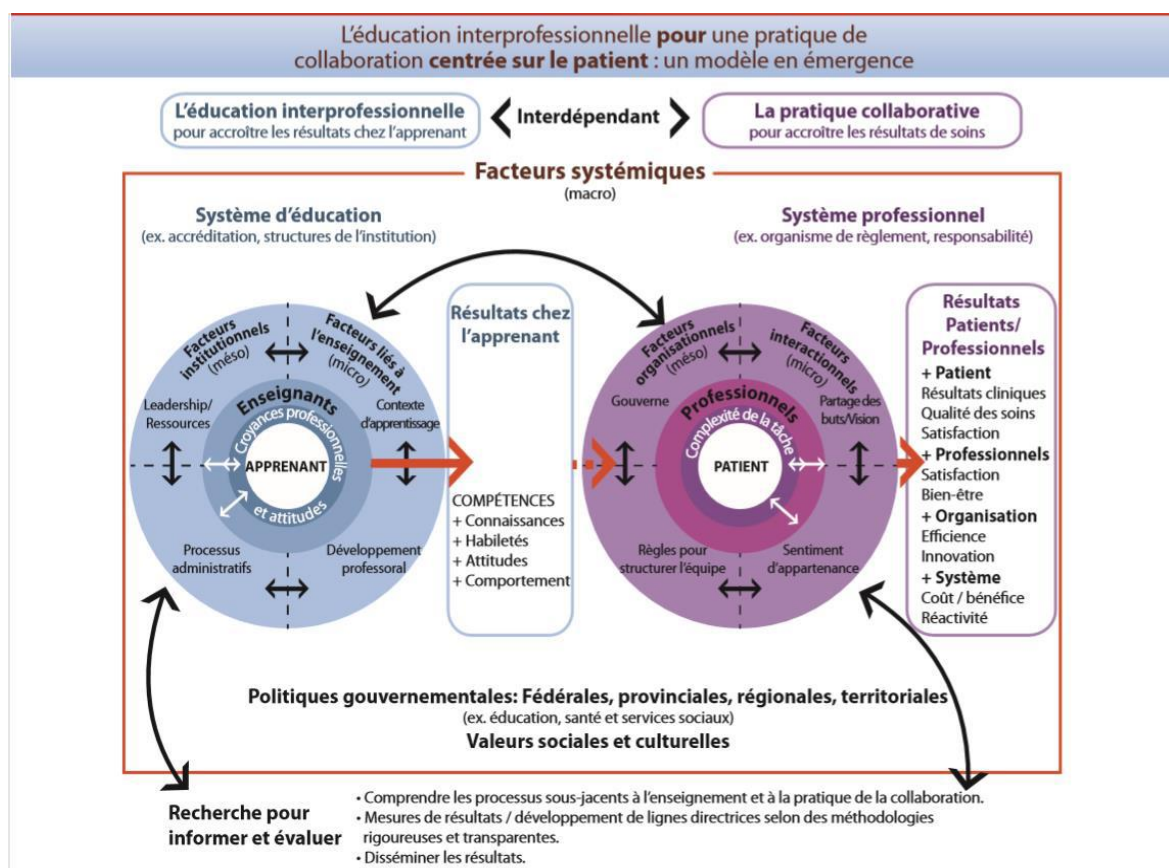 L'éducation interprofessionnelle pour une pratique de
collaboration centrée sur le patient : un modèle en émergence
L'éducation interprofessionnelle
pour accroître les résultats chez l'apprenant
Interdépendant
La pratique collaborative
pour accroître les résultats de soins
Facteurs systémiques
(macro)
Système d'éducation
(ex. accréditation, structures de l'institution)
Système professionnel
(ex. organisme de règlement, responsabilité)
Facteurs
institutionnels
(méso)
Facteurs liés à
l'enseignement
(micro)
Leadership/
Ressources
Enseignants
Croyances professionnelles
et attitudes
APPRENANT
Contexte
d'apprentissage
Processus
administratifs
Développement
professoral
Résultats chez
l'apprenant
COMPÉTENCES
+ Connaissances
+ Habiletés
+ Attitudes
+ Comportement
Facteurs
organisationnels
(méso)
Facteurs
interactionnels
(micro)
Gouverne
Professionnels
Complexité de la tâche
PATIENT
Partage des
buts/Vision
Règles pour
structurer l'équipe
Sentiment
d'appartenance
Résultats
Patients/
Professionnels
+ Patient
Résultats cliniques
Qualité des soins
Satisfaction
+ Professionnels
Satisfaction
Bien-être
+ Organisation
Efficience
Innovation
+ Système
Coût / bénéfice
Réactivité
Politiques gouvernementales: Fédérales, provinciales, régionales, territoriales
(ex. éducation, santé et services sociaux)
Valeurs sociales et culturelles
Recherche pour
informer et évaluer
• Comprendre les processus sous-jacents à l'enseignement et à la pratique de la collaboration.
• Mesures de résultats / développement de lignes directrices selon des méthodologies
rigoureuses et transparentes.
• Disséminer les résultats.